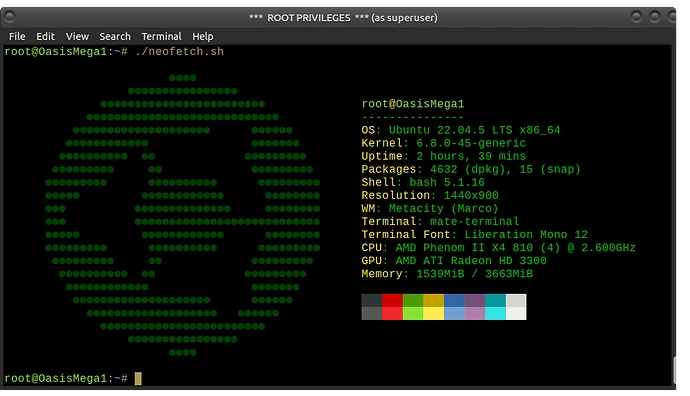 *** ROOT PRIVILEGES *** (as superuser)
File Edit View Search Terminal Help
root@OasisMega1:~# ./neofetch.sh
root@OasisMega1
---------------
OS: Ubuntu 22.04.5 LTS x86_64
Kernel: 6.8.0-45-generic
Uptime: 2 hours, 39 mins
Packages: 4632 (dpkg), 15 (snap)
Shell: bash 5.1.16
Resolution: 1440x900
WM: Metacity (Marco)
Terminal: mate-terminal
Terminal Font: Liberation Mono 12
CPU: AMD Phenom II X4 810 (4) @ 2.600GHz
GPU: AMD ATI Radeon HD 3300
Memory: 1539MiB / 3663MiB
root@OasisMega1:~#